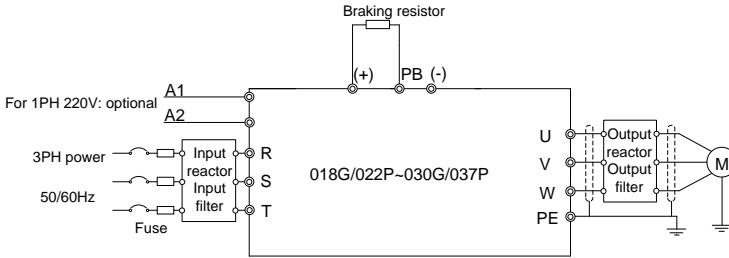 Braking resistor
(+) PB (-)
A1
For 1PH 220V: optional
A2
3PH power
50/60Hz
Fuse
Input
reactor
Input
filter
R
S
T
018G/022P~030G/037P
U
V
W
PE
Output
reactor
Output
filter
M